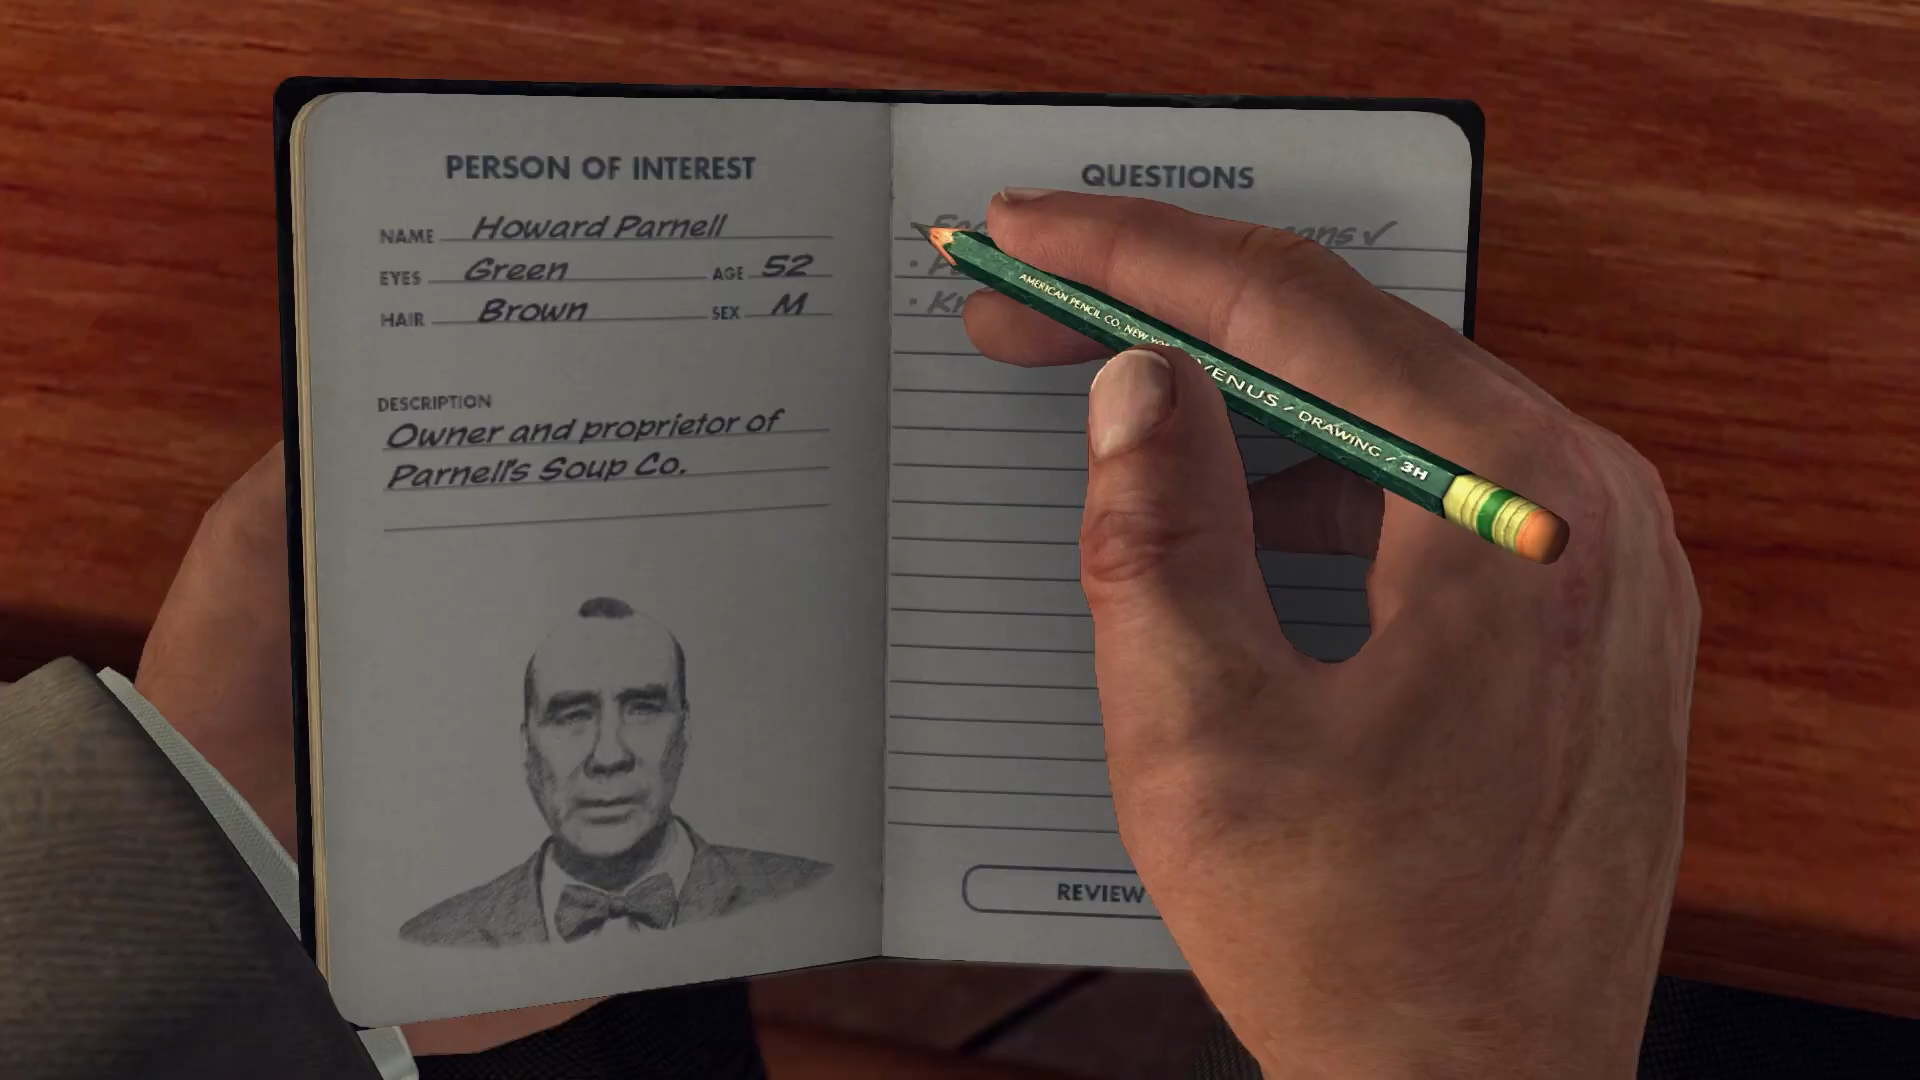 PERSON OF INTEREST
NAME Howard Parnell
EYES Green AGE 52
HAIR Brown SEX M
DESCRIPTION
Owner and proprietor of
Parnell's Soup Co.
QUESTIONS
REVIEW
AMERICAN PENCIL CO. NEW YORK
VENUS / DRAWING / 3H